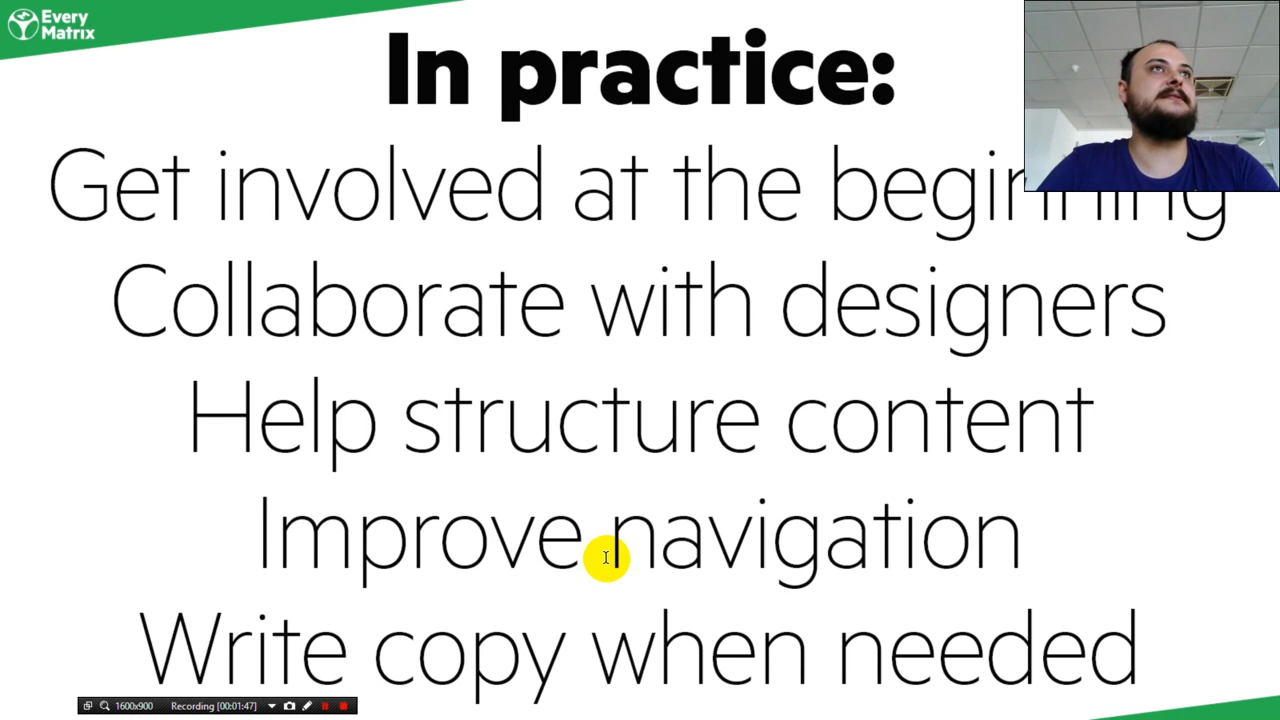 Every
Matrix
In practice:
Get involved at the beginning
Collaborate with designers
Help structure content
Improve navigation
Write copy when needed
1600x900 Recording [00:01:47]